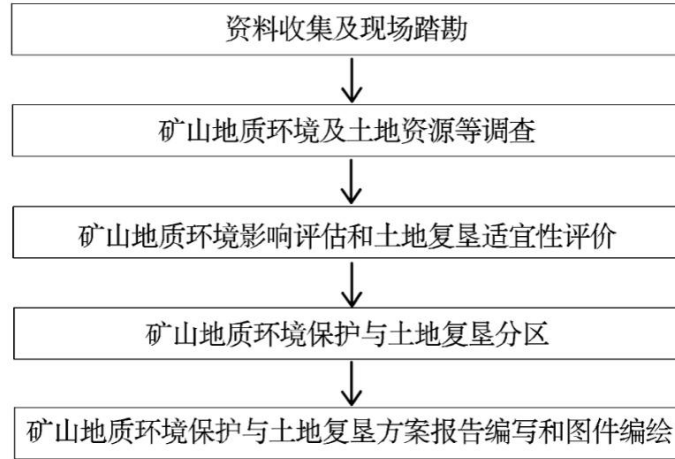 资料收集及现场踏勘
矿山地质环境及土地资源等调查
矿山地质环境影响评估和土地复垦适宜性评价
矿山地质环境保护与土地复垦分区
矿山地质环境保护与土地复垦方案报告编写和图件编绘